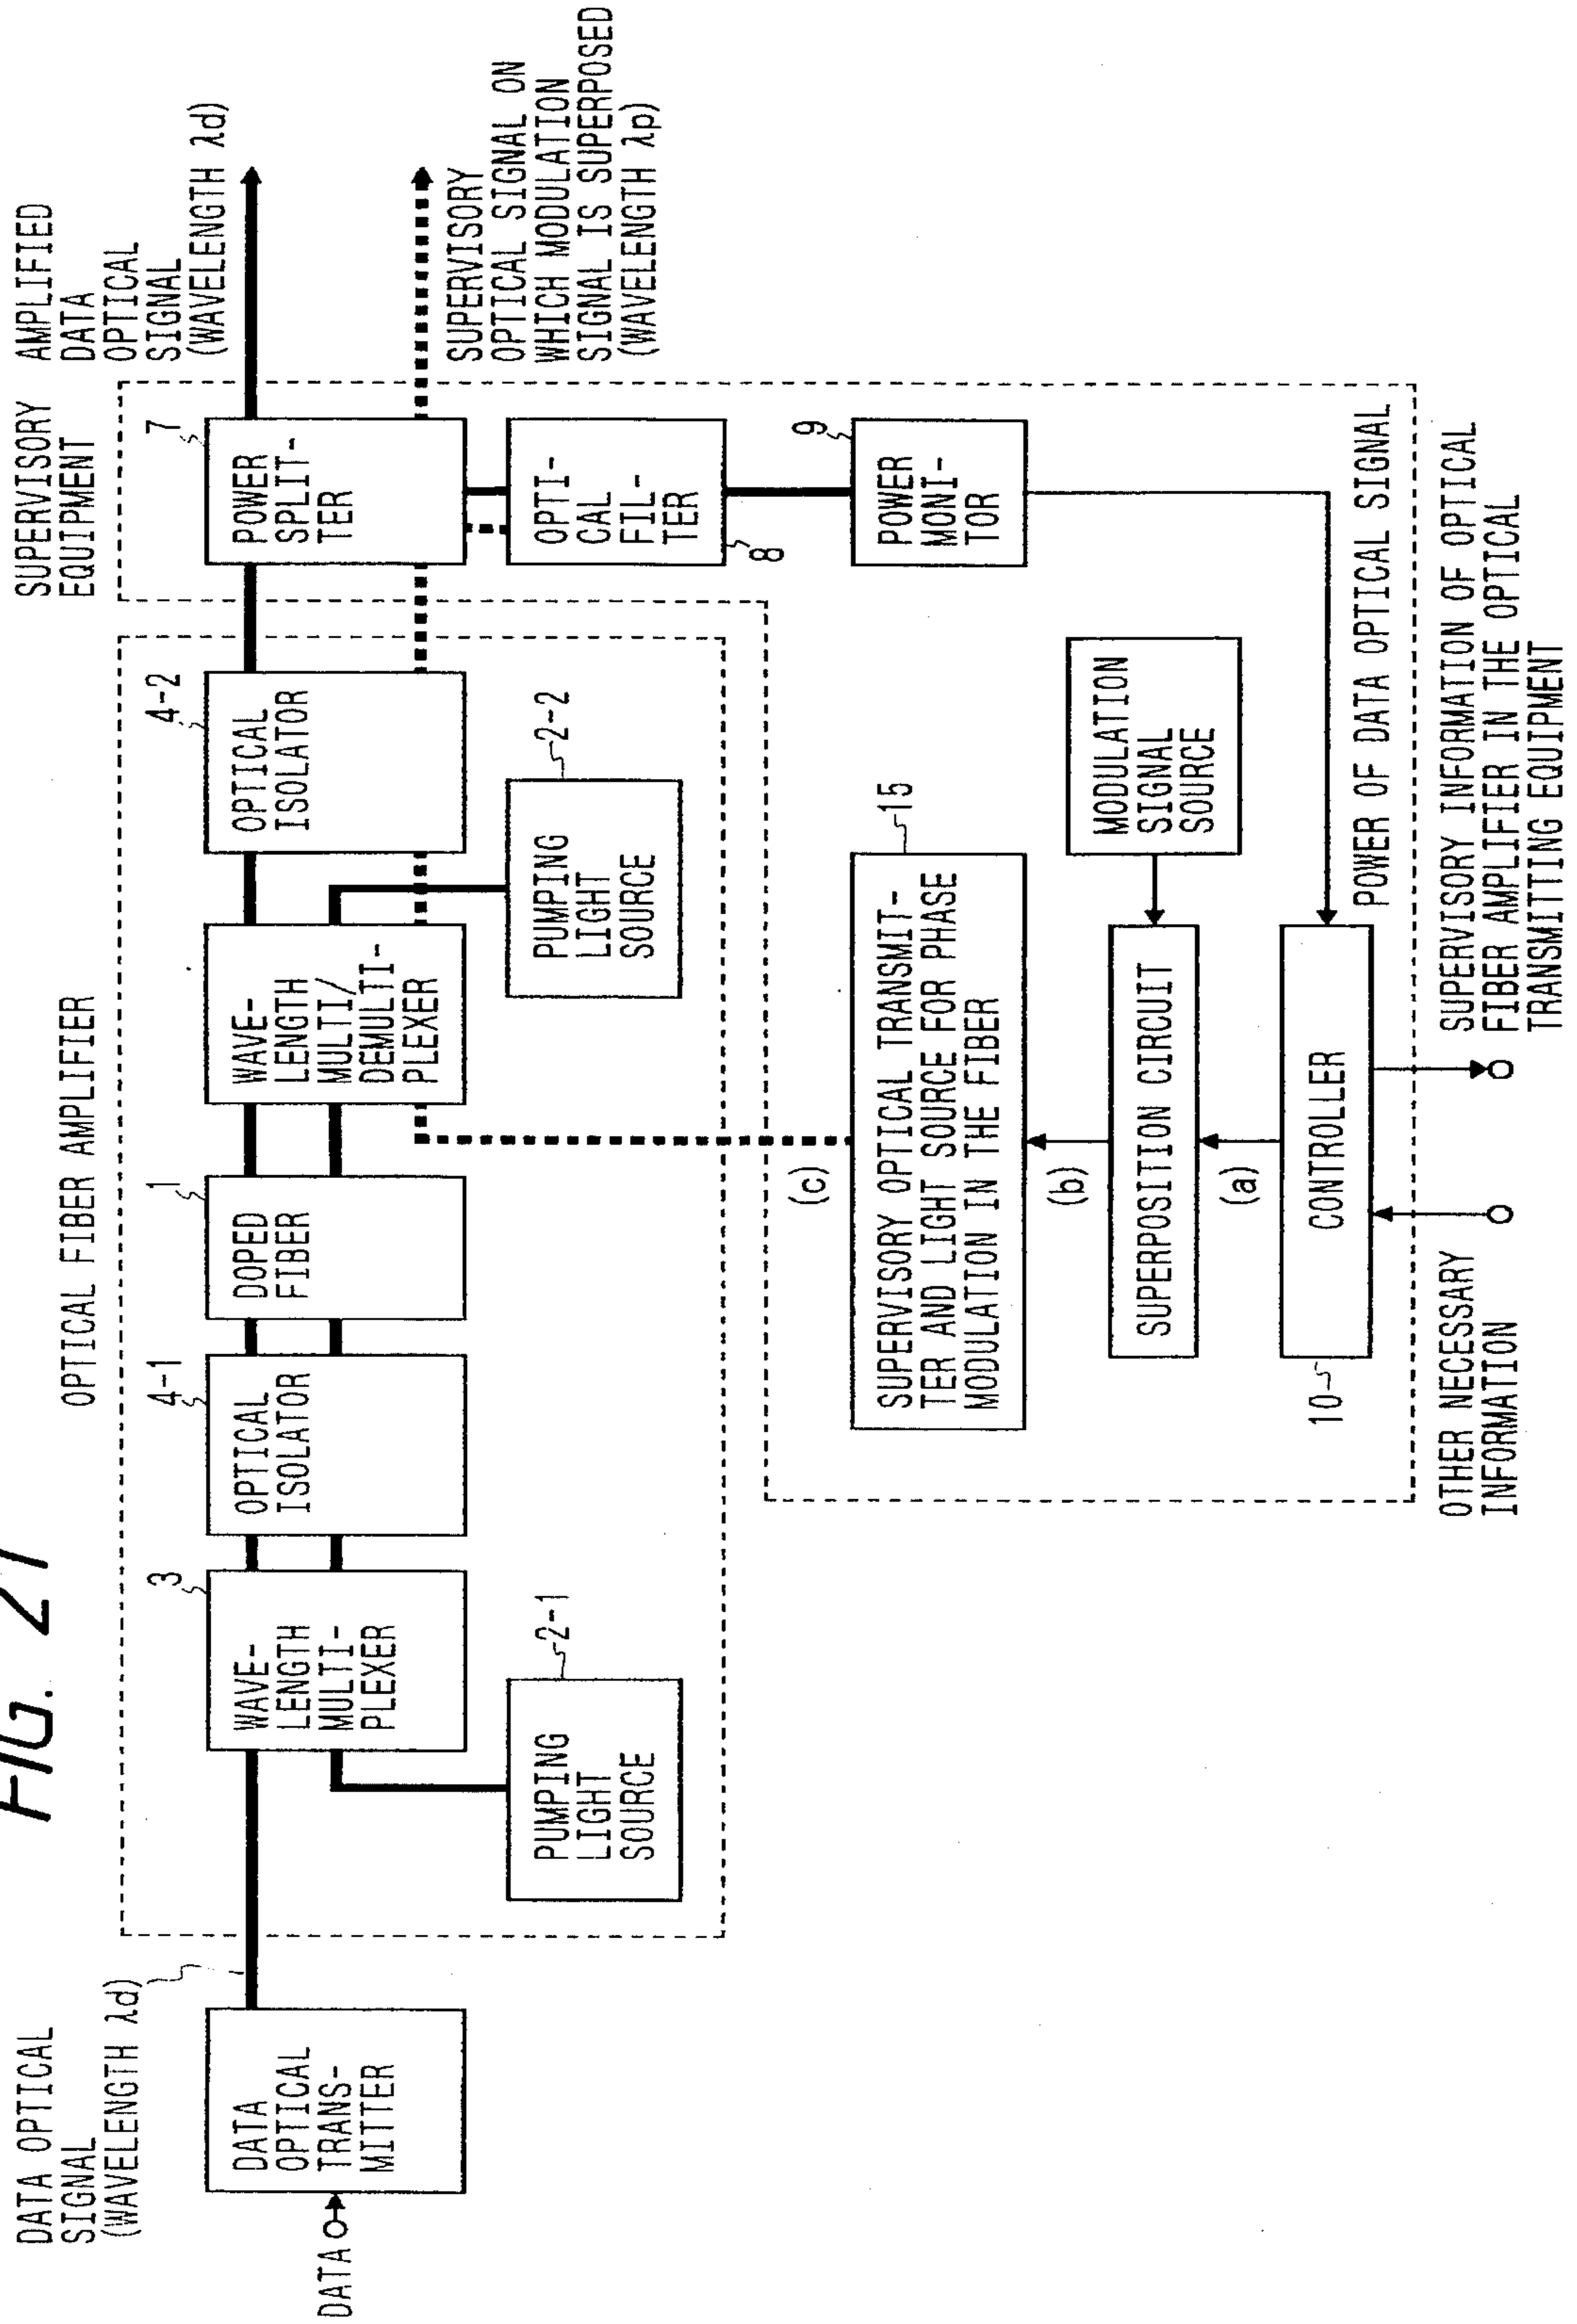 FIG. 21
DATA OPTICAL
SIGNAL
(WAVELENGTH λd)
OPTICAL FIBER AMPLIFIER
SUPERVISORY
EQUIPMENT
AMPLIFIED
DATA
OPTICAL
SIGNAL
(WAVELENGTH λd)
DATA
DATA
OPTICAL
TRANS-
MITTER
3
WAVE-
LENGTH
MULTI-
PLEXER
4-1
OPTICAL
ISOLATOR
1
DOPED
FIBER
WAVE-
LENGTH
MULTI/
DEMULTI-
PLEXER
4-2
OPTICAL
ISOLATOR
7
POWER
SPLIT-
TER
SUPERVISORY
OPTICAL SIGNAL ON
WHICH MODULATION
SIGNAL IS SUPERPOSED
(WAVELENGTH λp)
2-1
PUMPING
LIGHT
SOURCE
2-2
PUMPING
LIGHT
SOURCE
OPTI-
CAL
FIL-
TER
8
(c)
15
SUPERVISORY OPTICAL TRANSMIT-
TER AND LIGHT SOURCE FOR PHASE
MODULATION IN THE FIBER
9
POWER
MONI-
TOR
(b)
MODULATION
SIGNAL
SOURCE
SUPERPOSITION CIRCUIT
(a)
10
CONTROLLER
POWER OF DATA OPTICAL SIGNAL
OTHER NECESSARY
INFORMATION
SUPERVISORY INFORMATION OF OPTICAL
FIBER AMPLIFIER IN THE OPTICAL
TRANSMITTING EQUIPMENT